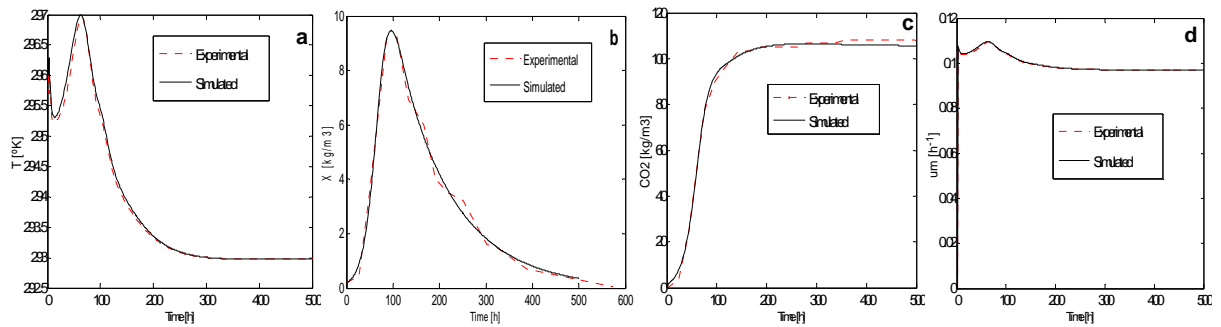 a
297
296.5
296
295.5
295
294.5
294
293.5
293
292.5
T [ºK]
Experimental
Simulated
0 100 200 300 400 500
Time [h]
b
10
8
6
4
2
0
X [kg/m3]
Experimental
Simulated
0 100 200 300 400 500 600
Time [h]
c
120
100
80
60
40
20
0
CO2 [kg/m3]
Experimental
Simulated
0 100 200 300 400 500
Time [h]
d
0.12
0.1
0.08
0.06
0.04
0.02
0
um [h-1]
Experimental
Simulated
0 100 200 300 400 500
Time [h]